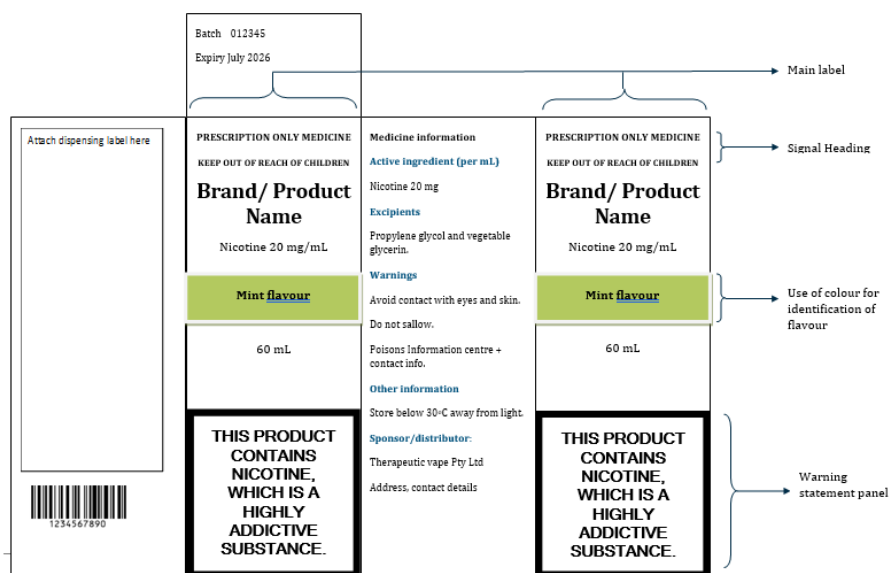 Batch 012345
Expiry July 2026
Main label
Attach dispensing label here
1234567890
PRESCRIPTION ONLY MEDICINE
KEEP OUT OF REACH OF CHILDREN
Brand/ Product
Name
Nicotine 20 mg/mL
Mint flavour
60 mL
THIS PRODUCT
CONTAINS
NICOTINE,
WHICH IS A
HIGHLY
ADDICTIVE
SUBSTANCE.
Medicine information
Active ingredient (per mL)
Nicotine 20 mg
Excipients
Propylene glycol and vegetable
glycerin.
Warnings
Avoid contact with eyes and skin.
Do not sallow.
Poisons Information centre +
contact info.
Other information
Store below 30°C away from light.
Sponsor/distributor:
Therapeutic vape Pty Ltd
Address, contact details
PRESCRIPTION ONLY MEDICINE
KEEP OUT OF REACH OF CHILDREN
Brand/ Product
Name
Nicotine 20 mg/mL
Mint flavour
60 mL
THIS PRODUCT
CONTAINS
NICOTINE,
WHICH IS A
HIGHLY
ADDICTIVE
SUBSTANCE.
Signal Heading
Use of colour for
identification of
flavour
Warning
statement panel